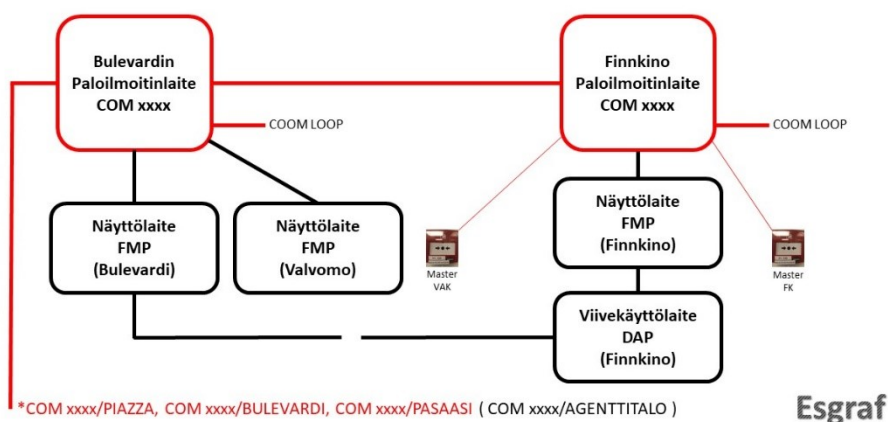 Bulevardin
Paloilmoitinlaite
COM xxxx
Finnkino
Paloilmoitinlaite
COM xxxx
COOM LOOP
COOM LOOP
Näyttölaite
FMP
(Bulevardi)
Näyttölaite
FMP
(Valvomo)
Master
VAK
Näyttölaite
FMP
(Finnkino)
Master
FK
Viivekäyttölaite
DAP
(Finnkino)
*COM xxxx/PIAZZA, COM xxxx/BULEVARDI, COM xxxx/PASAASI ( COM xxxx/AGENTTITALO )
Esgraf